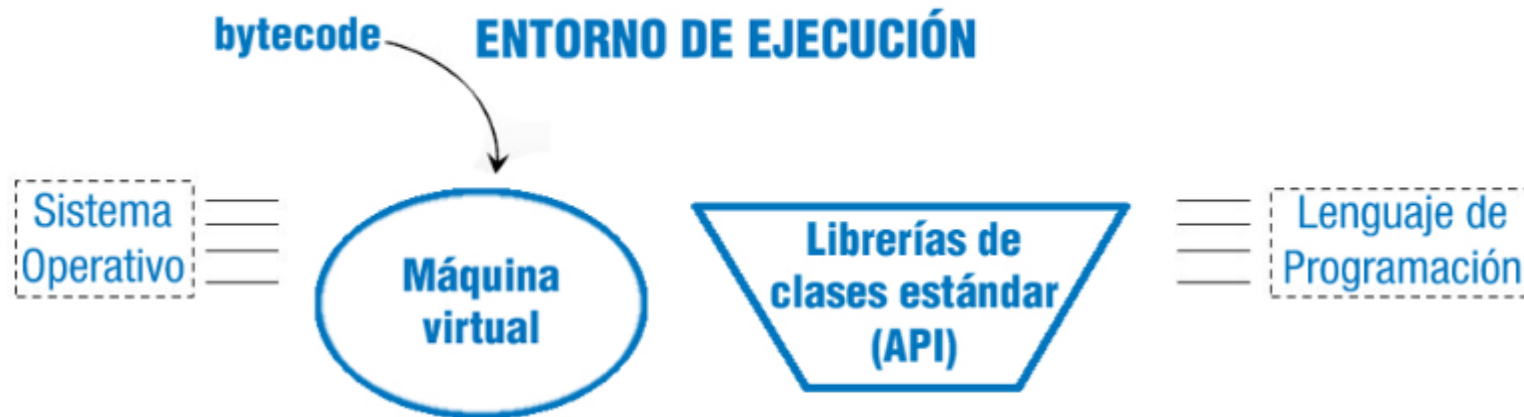 bytecode
ENTORNO DE EJECUCIÓN
Sistema
Operativo
Máquina
virtual
Librerías de
clases estándar
(API)
Lenguaje de
Programación